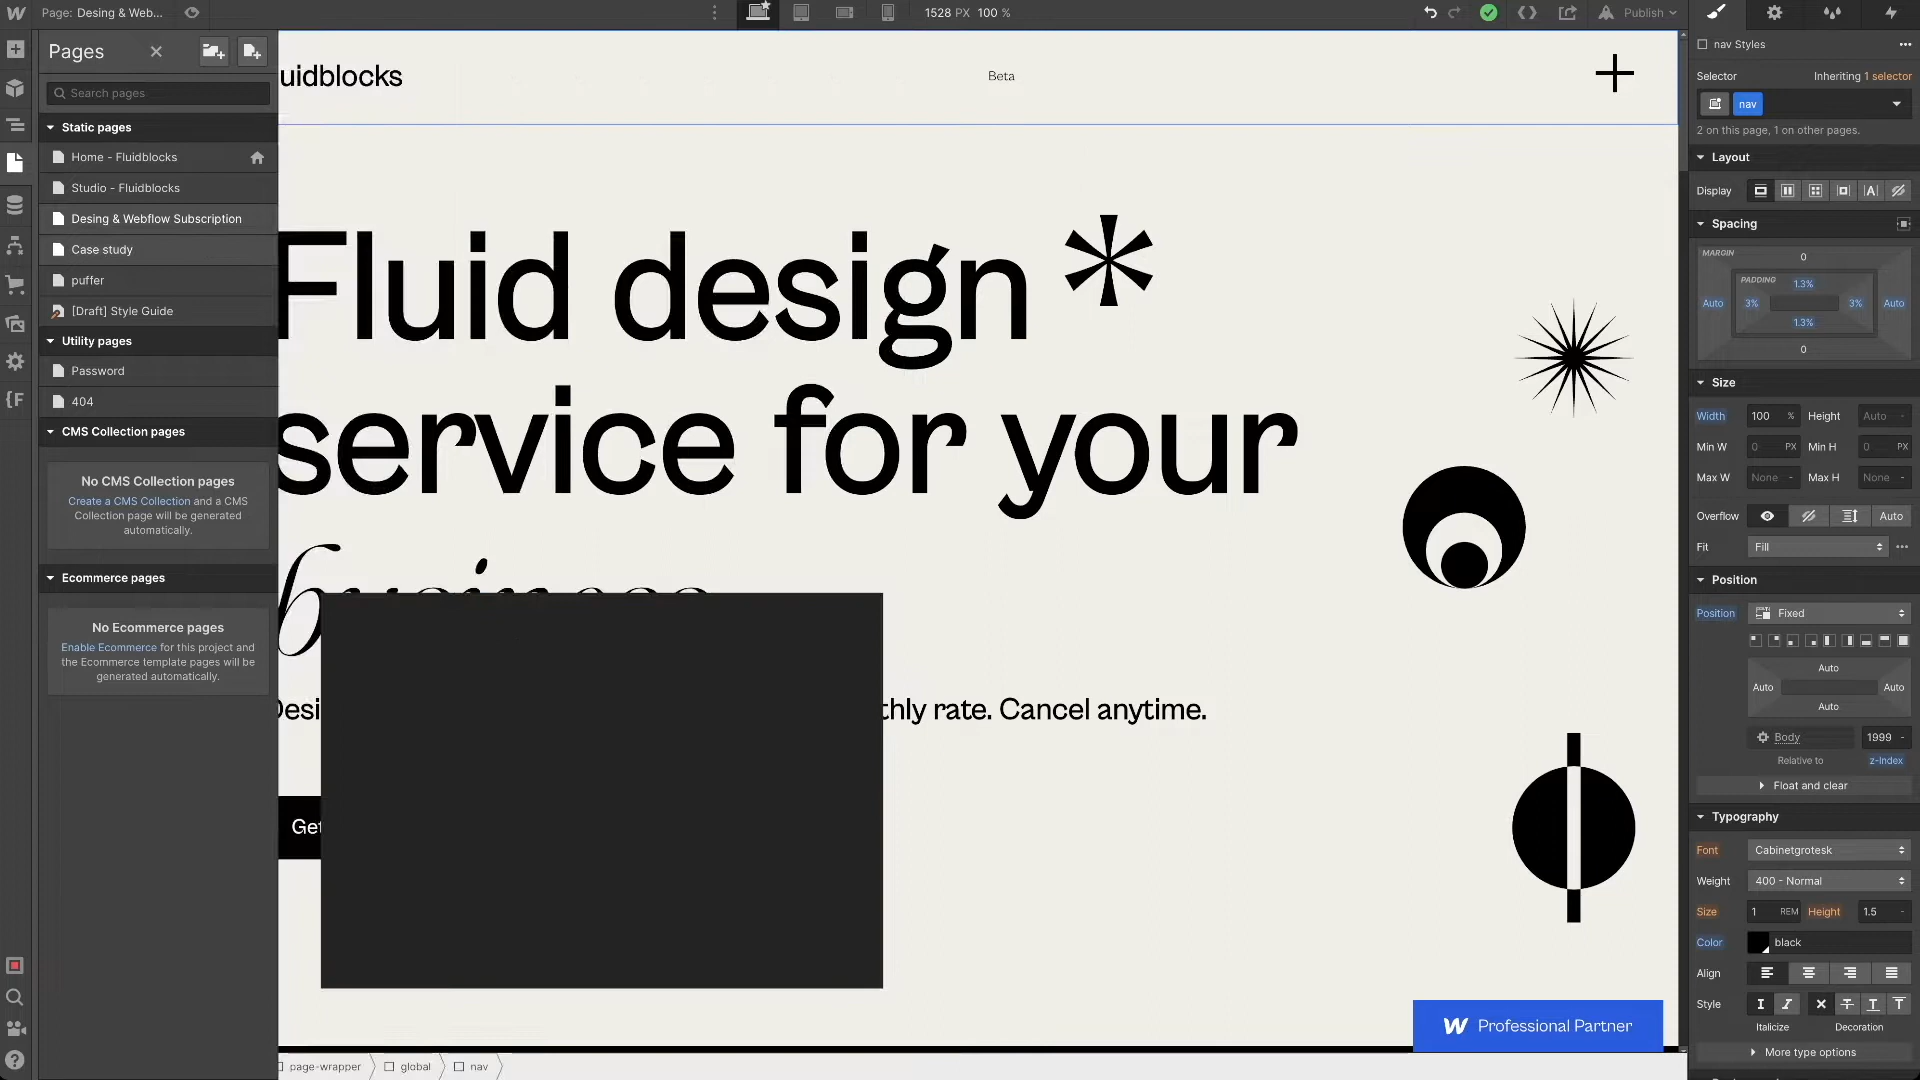 Page: Desing & Web...
1528 PX 100 %
Publish
Pages
Search pages
Static pages
Home - Fluidblocks
Studio - Fluidblocks
Desing & Webflow Subscription
Case study
puffer
[Draft] Style Guide
Utility pages
Password
404
CMS Collection pages
No CMS Collection pages
Create a CMS Collection and a CMS
Collection page will be generated
automatically.
Ecommerce pages
No Ecommerce pages
Enable Ecommerce for this project and
the Ecommerce template pages will be
generated automatically.
uidblocks
Beta
Fluid design *
service for your
Desi
thly rate. Cancel anytime.
Get
Professional Partner
page-wrapper
global
nav
nav Styles
Selector
Inheriting 1 selector
nav
2 on this page, 1 on other pages.
Layout
Display
Spacing
MARGIN
0
PADDING
1.3%
Auto 3% 3% Auto
1.3%
0
Size
Width 100 % Height Auto -
Min W 0 PX Min H 0 PX
Max W None - Max H None -
Overflow Auto
Fit Fill
Position
Position Fixed
Auto
Auto Auto
Auto
Body 1999 -
Relative to z-Index
Float and clear
Typography
Font Cabinetgrotesk
Weight 400 - Normal
Size 1 REM Height 1.5 -
Color black
Align
Style
Italicize Decoration
More type options